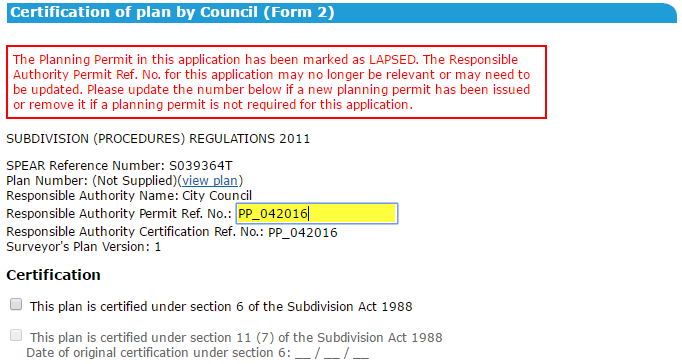 Certification of plan by Council (Form 2)
The Planning Permit in this application has been marked as LAPSED. The Responsible
Authority Permit Ref. No. for this application may no longer be relevant or may need to
be updated. Please update the number below if a new planning permit has been issued
or remove it if a planning permit is not required for this application.
SUBDIVISION (PROCEDURES) REGULATIONS 2011
SPEAR Reference Number: S039364T
Plan Number: (Not Supplied)(view plan)
Responsible Authority Name: City Council
Responsible Authority Permit Ref. No.: PP_042016
Responsible Authority Certification Ref. No.: PP_042016
Surveyor's Plan Version: 1
Certification
This plan is certified under section 6 of the Subdivision Act 1988
This plan is certified under section 11 (7) of the Subdivision Act 1988
Date of original certification under section 6: __ / __ / __